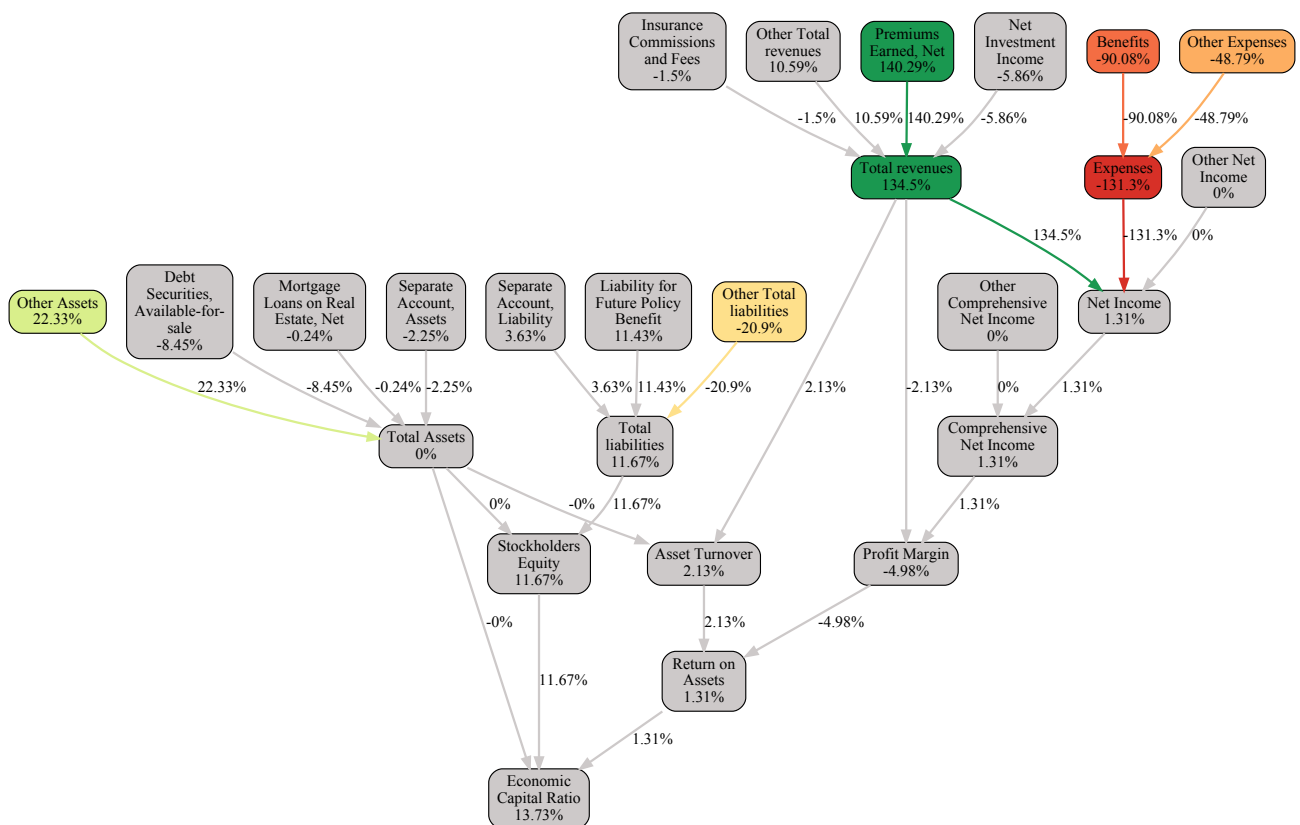 Insurance
Commissions
and Fees
-1.5%
Other Total
revenues
10.59%
Premiums
Earned, Net
140.29%
Net
Investment
Income
-5.86%
Benefits
-90.08%
Other Expenses
-48.79%
-1.5%
10.59%
140.29%
-5.86%
-90.08%
-48.79%
Total revenues
134.5%
Expenses
-131.3%
Other Net
Income
0%
134.5%
-131.3%
0%
Other Assets
22.33%
Debt
Securities,
Available-for-
sale
-8.45%
Mortgage
Loans on Real
Estate, Net
-0.24%
Separate
Account,
Assets
-2.25%
Separate
Account,
Liability
3.63%
Liability for
Future Policy
Benefit
11.43%
Other Total
liabilities
-20.9%
Other
Comprehensive
Net Income
0%
Net Income
1.31%
22.33%
-8.45%
-0.24%
-2.25%
3.63%
11.43%
-20.9%
2.13%
-2.13%
0%
1.31%
Total Assets
0%
Total
liabilities
11.67%
Comprehensive
Net Income
1.31%
0%
-0%
11.67%
1.31%
Stockholders
Equity
11.67%
Asset Turnover
2.13%
Profit Margin
-4.98%
-0%
2.13%
-4.98%
11.67%
Return on
Assets
1.31%
1.31%
Economic
Capital Ratio
13.73%